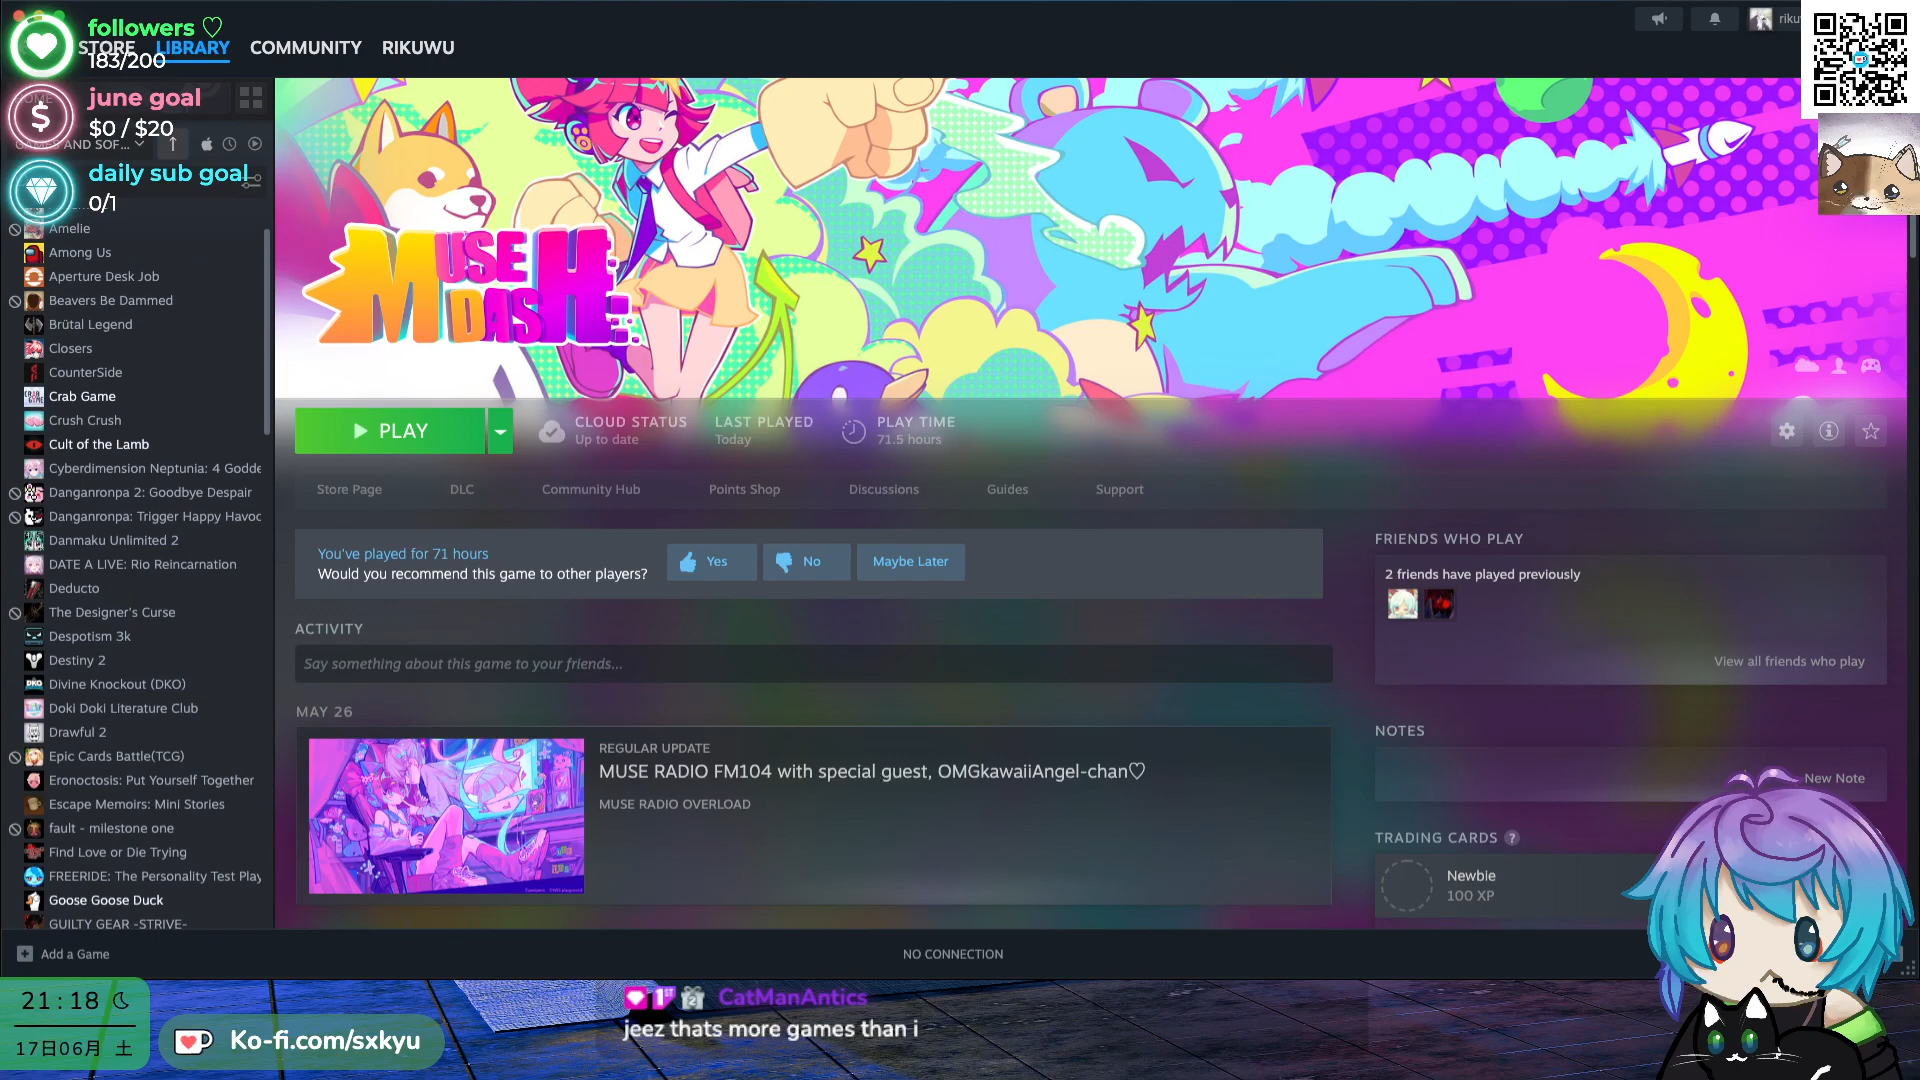 followers ♡
183/200
STORE
LIBRARY
COMMUNITY
RIKUWU
june goal
$0 / $20
daily sub goal
0/1
Amelie
Among Us
Aperture Desk Job
Beavers Be Dammed
Brütal Legend
Closers
CounterSide
Crab Game
Crush Crush
Cult of the Lamb
Cyberdimension Neptunia: 4 Godde
Danganronpa 2: Goodbye Despair
Danganronpa: Trigger Happy Havoc
Danmaku Unlimited 2
DATE A LIVE: Rio Reincarnation
Deducto
The Designer's Curse
Despotism 3k
Destiny 2
Divine Knockout (DKO)
Doki Doki Literature Club
Drawful 2
Epic Cards Battle(TCG)
Eronoctosis: Put Yourself Together
Escape Memoirs: Mini Stories
fault - milestone one
Find Love or Die Trying
FREERIDE: The Personality Test Play
Goose Goose Duck
GUILTY GEAR -STRIVE-
Add a Game
MUSE DASH
PLAY
CLOUD STATUS
Up to date
LAST PLAYED
Today
PLAY TIME
71.5 hours
Store Page
DLC
Community Hub
Points Shop
Discussions
Guides
Support
You've played for 71 hours
Would you recommend this game to other players?
Yes
No
Maybe Later
ACTIVITY
Say something about this game to your friends...
MAY 26
REGULAR UPDATE
MUSE RADIO FM104 with special guest, OMGkawaiiAngel-chan♡
MUSE RADIO OVERLOAD
FRIENDS WHO PLAY
2 friends have played previously
View all friends who play
NOTES
New Note
TRADING CARDS ?
Newbie
100 XP
NO CONNECTION
21:18
17日06月 土
Ko-fi.com/sxkyu
CatManAntics
jeez thats more games than i